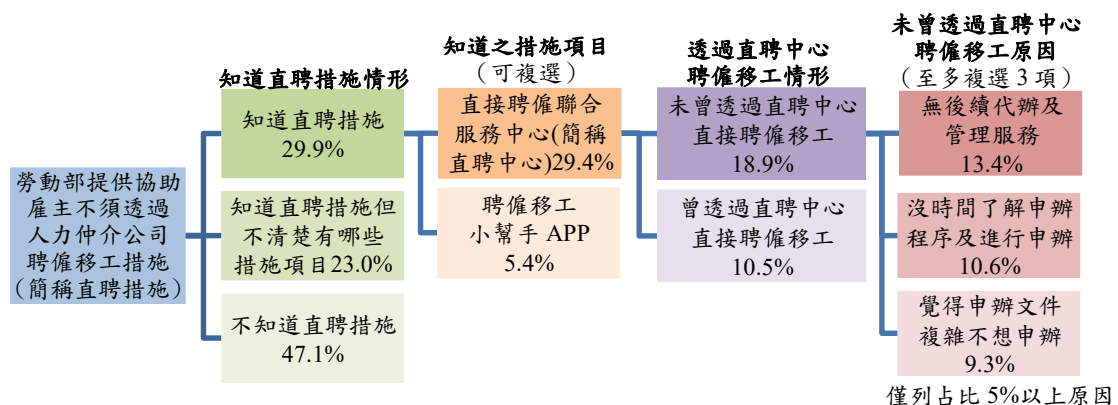 勞動部提供協助
雇主不須透過
人力仲介公司
聘僱移工措施
(簡稱直聘措施)
知道直聘措施情形
知道直聘措施
29.9%
知道直聘措施但
不清楚有哪些
措施項目23.0%
不知道直聘措施
47.1%
知道之措施項目
(可複選)
直接聘僱聯合
服務中心(簡稱
直聘中心)29.4%
聘僱移工
小幫手 APP
5.4%
透過直聘中心
聘僱移工情形
未曾透過直聘中心
直接聘僱移工
18.9%
曾透過直聘中心
直接聘僱移工
10.5%
未曾透過直聘中心
聘僱移工原因
(至多複選 3 項)
無後續代辦及
管理服務
13.4%
沒時間了解申辦
程序及進行申辦
10.6%
覺得申辦文件
複雜不想申辦
9.3%
僅列占比 5%以上原因